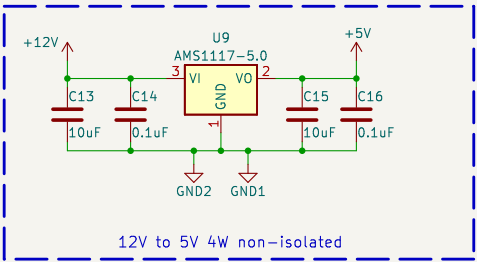 U9
AMS1117-5.0
+12V
+5V
3 VI VO 2
GND
1
C13
10uF
C14
0.1uF
C15
10uF
C16
0.1uF
GND2 GND1
12V to 5V 4W non-isolated